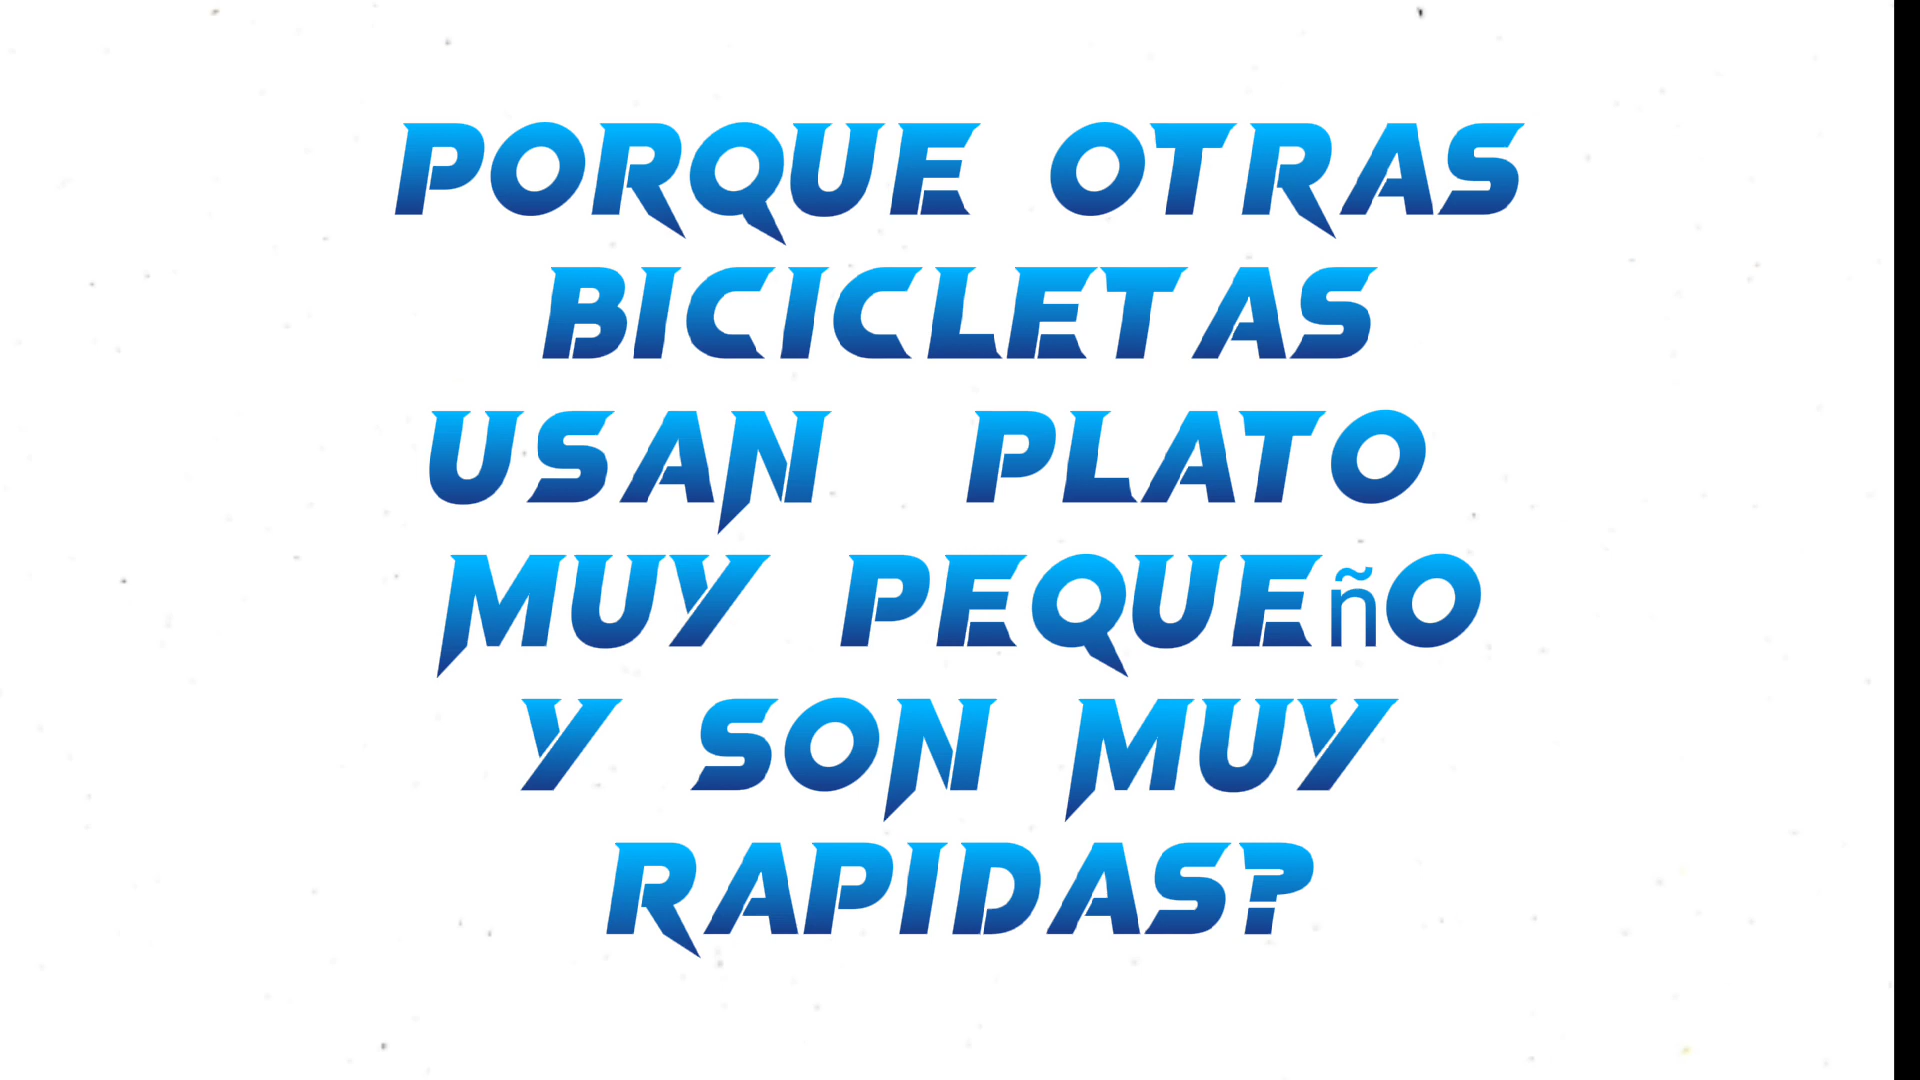 PORQUE OTRAS
BICICLETAS
USAN PLATO
MUY PEQUEñO
Y SON MUY
RAPIDAS?